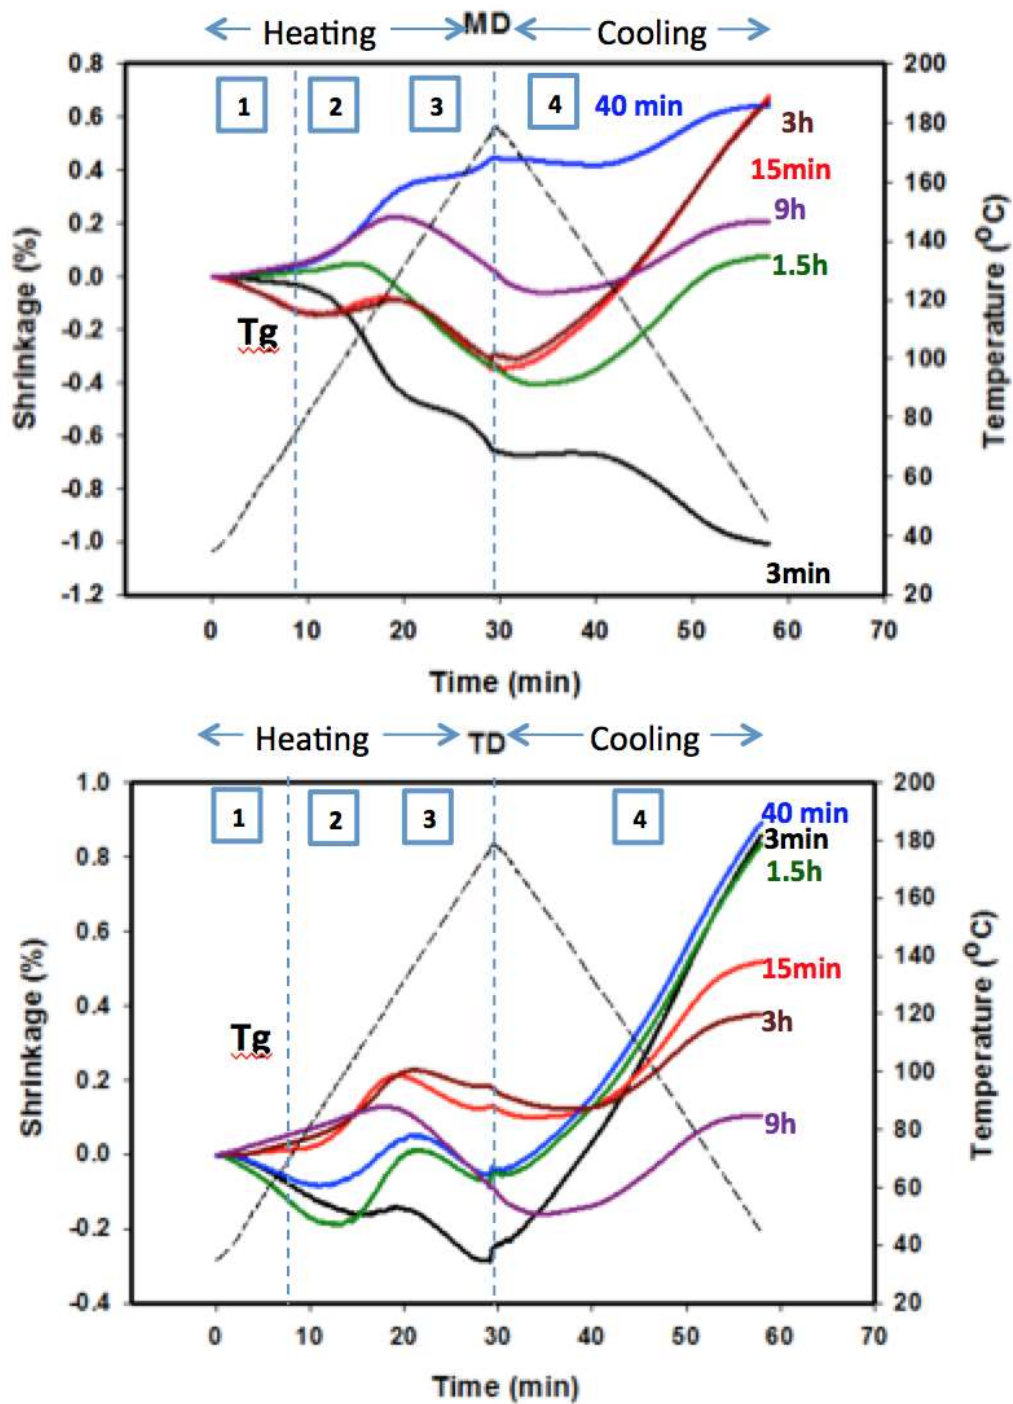 Heating MD Cooling
0.8 200
1 2 3 4 40 min
0.6 180
3h
0.4 160
15min
0.2 9h 140
0.0 1.5h 120
-0.2 Tg 100
-0.4 80
-0.6 60
-0.8
-1.0 40
3min
-1.2 20
Shrinkage (%)
Temperature (°C)
0 10 20 30 40 50 60 70
Time (min)
Heating TD Cooling
1.0 200
1 2 3 4 40 min
3min
0.8 180
1.5h
160
0.6
140
15min
0.4 120
3h
Tg
0.2 100
9h
80
0.0
60
-0.2
40
-0.4 20
Shrinkage (%)
Temperature (°C)
0 10 20 30 40 50 60 70
Time (min)